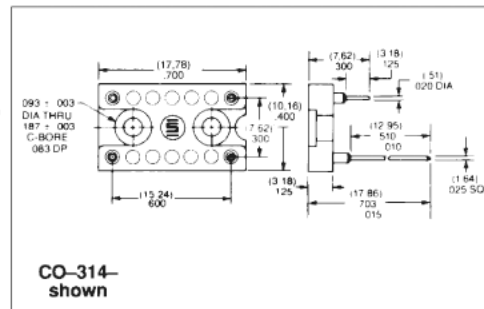 (17.78)
.700
(7.62)
300
(3.18)
.125
(.51)
.020 DIA
093 ± 003
DIA THRU
187 ± 003
C-BORE
083 DP
(7.62)
300
(10.16)
.400
(12.95)
510
010
(15 24)
600
(3.18)
125
(17.86)
703
015
(1 64)
025 SQ
CO–314–
shown